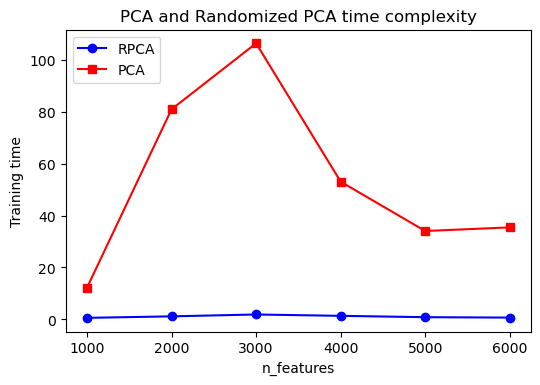 PCA and Randomized PCA time complexity
RPCA
PCA
Training time
100
80
60
40
20
0
1000 2000 3000 4000 5000 6000
n_features